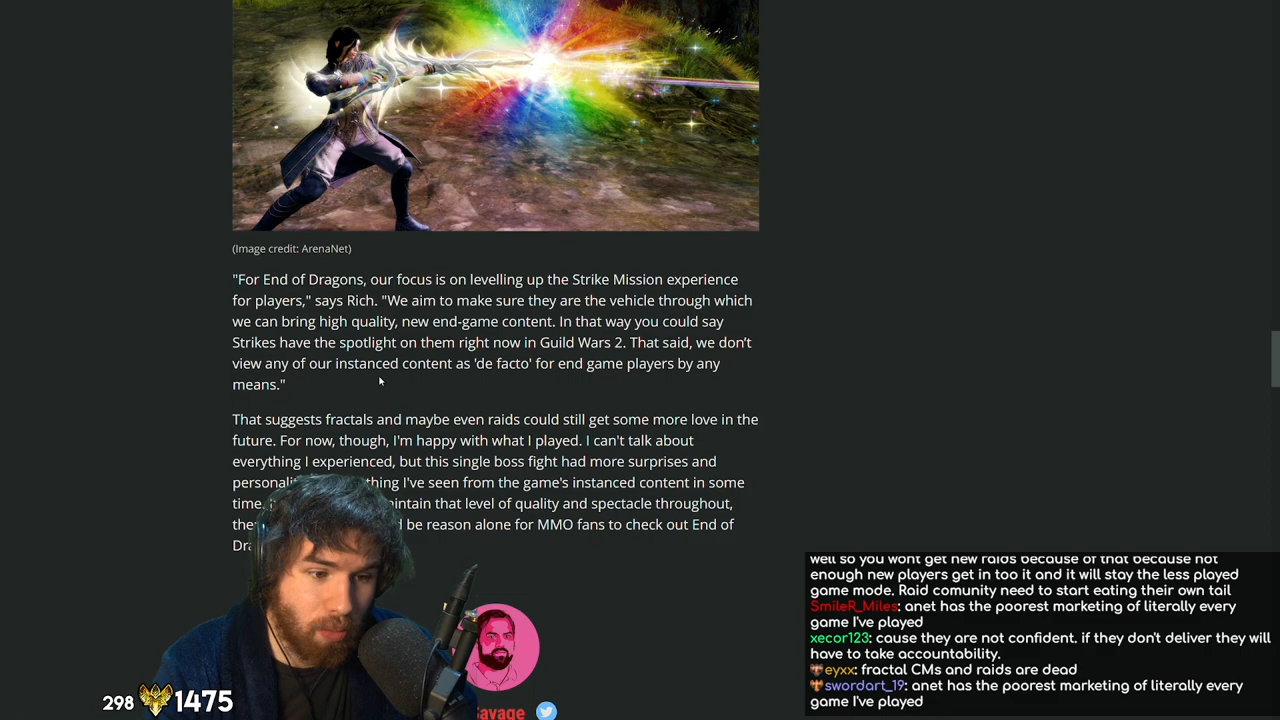 (Image credit: ArenaNet)
"For End of Dragons, our focus is on levelling up the Strike Mission experience
for players," says Rich. "We aim to make sure they are the vehicle through which
we can bring high quality, new end-game content. In that way you could say
Strikes have the spotlight on them right now in Guild Wars 2. That said, we don't
view any of our instanced content as 'de facto' for end game players by any
means."
That suggests fractals and maybe even raids could still get some more love in the
future. For now, though, I'm happy with what I played. I can't talk about
everything I experienced, but this single boss fight had more surprises and
thing I've seen from the game's instanced content in some
time. that level of quality and spectacle throughout,
be reason alone for MMO fans to check out End of
well so you wont get new raids because of that because not
enough new players get in too it and it will stay the less played
game mode. Raid comunity need to start eating their own tail
SmileR_Miles: anet has the poorest marketing of literally every
game I've played
xecor123: cause they are not confident. if they don't deliver they will
have to take accountability.
eyxx: fractal CMs and raids are dead
swordart_19: anet has the poorest marketing of literally every
game I've played
298 1475
avage